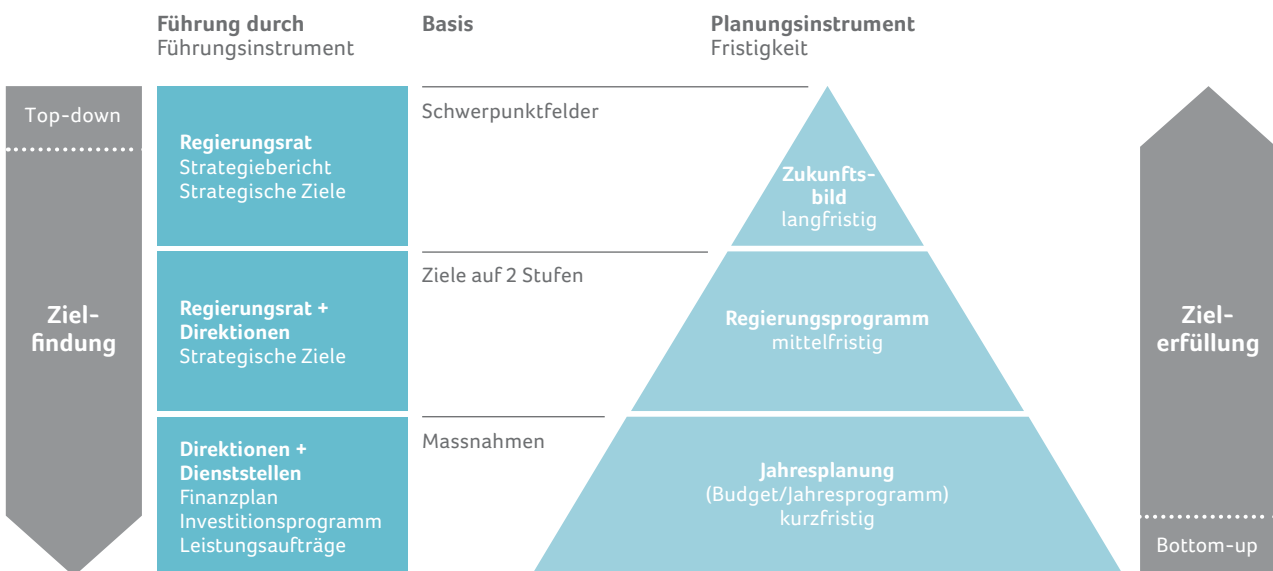 Führung durch
Führungsinstrument
Basis
Planungsinstrument
Fristigkeit
Top-down
Ziel-
findung
Regierungsrat
Strategiebericht
Strategische Ziele
Schwerpunktfelder
Zukunfts-
bild
langfristig
Regierungsrat +
Direktionen
Strategische Ziele
Ziele auf 2 Stufen
Regierungsprogramm
mittelfristig
Direktionen +
Dienststellen
Finanzplan
Investitionsprogramm
Leistungsaufträge
Massnahmen
Jahresplanung
(Budget/Jahresprogramm)
kurzfristig
Ziel-
erfüllung
Bottom-up